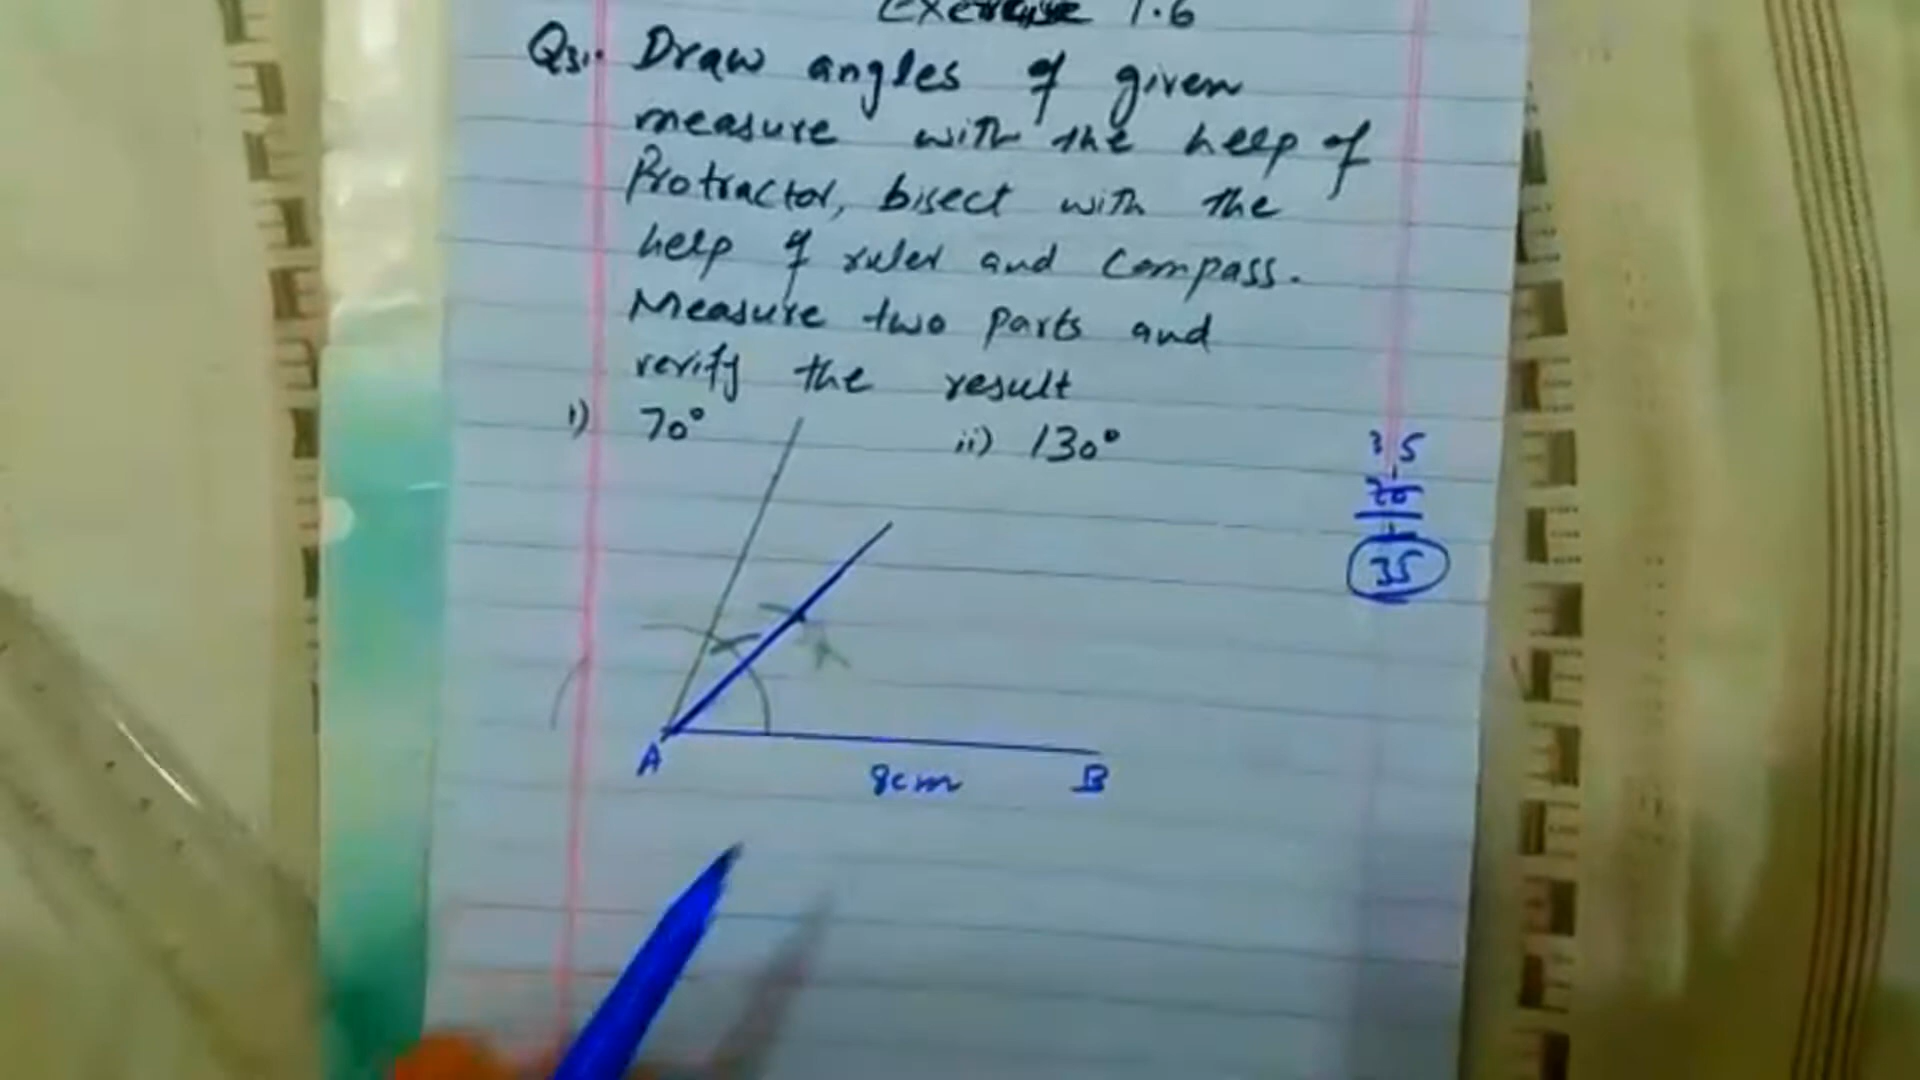 Exercise 1.6
Q3. Draw angles of given
measure with the help of
Protractor, bisect with the
help of ruler and Compass.
Measure two parts and
verify the result
i) 70° ii) 130°
35
70
35
A
8cm
B